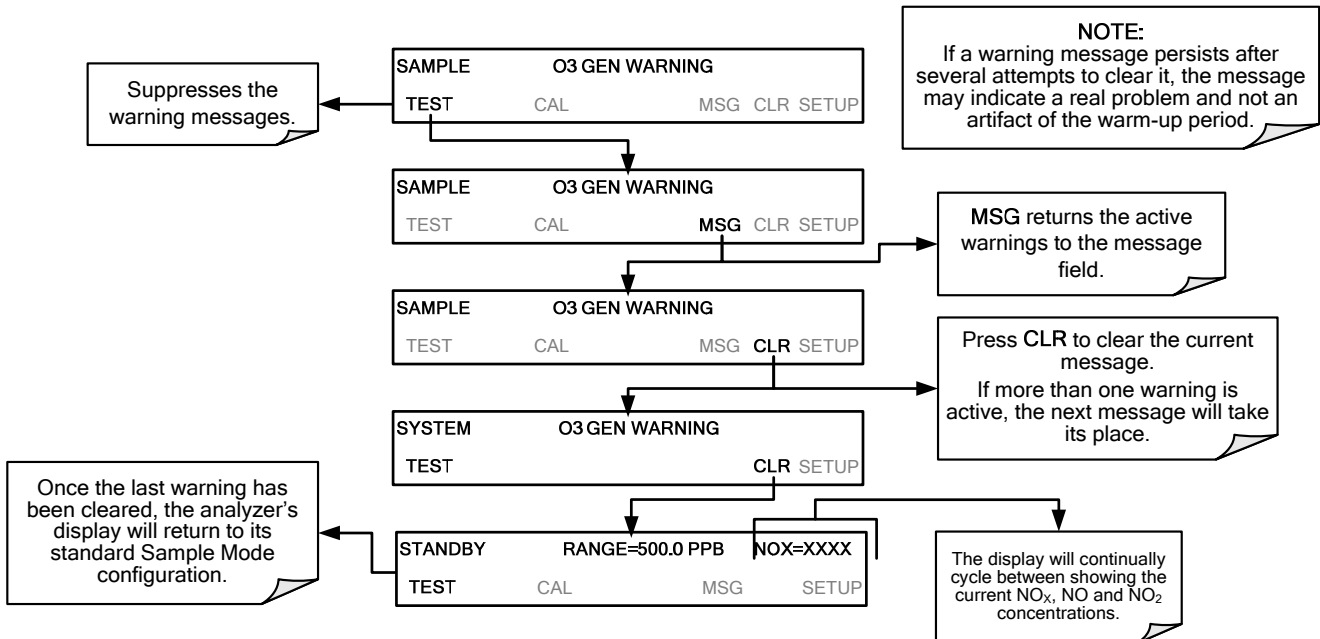 NOTE:
If a warning message persists after
several attempts to clear it, the message
may indicate a real problem and not an
artifact of the warm-up period.
Suppresses the
warning messages.
SAMPLE O3 GEN WARNING
TEST CAL MSG CLR SETUP
SAMPLE O3 GEN WARNING
TEST CAL MSG CLR SETUP
MSG returns the active
warnings to the message
field.
SAMPLE O3 GEN WARNING
TEST CAL MSG CLR SETUP
Press CLR to clear the current
message.
If more than one warning is
active, the next message will take
its place.
SYSTEM O3 GEN WARNING
TEST CLR SETUP
Once the last warning has
been cleared, the analyzer’s
display will return to its
standard Sample Mode
configuration.
STANDBY RANGE=500.0 PPB NOX=XXXX
TEST CAL MSG SETUP
The display will continually
cycle between showing the
current NOX, NO and NO2
concentrations.